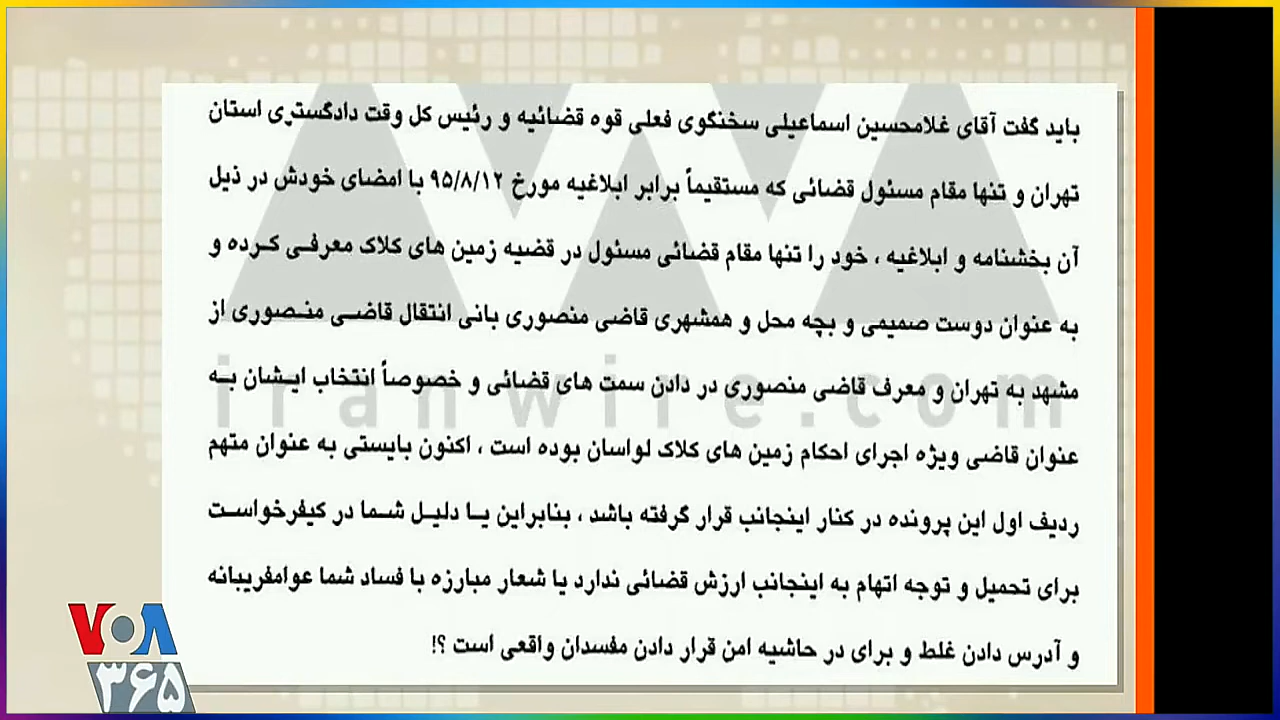 باید گفت آقای غلامحسین اسماعیلی سخنگوی فعلی قوه قضائیه و رئیس کل وقت دادگستری استان
تهران و تنها مقام مسئول قضائی که مستقیماً برابر ابلاغیه مورخ ۹۵/۸/۱۲ با امضای خودش در ذیل
آن بخشنامه و ابلاغیه ، خود را تنها مقام قضائی مسئول در قضیه زمین های کلاک معرفی کرده و
به عنوان دوست صمیمی و بچه محل و همشهری قاضی منصوری بانی انتقال قاضی منصوری از
مشهد به تهران و معرف قاضی منصوری در دادن سمت های قضائی و خصوصاً انتخاب ایشان به
عنوان قاضی ویژه اجرای احکام زمین های کلاک لواسان بوده است ، اکنون بایستی به عنوان متهم
ردیف اول این پرونده در کنار اینجانب قرار گرفته باشد ، بنابراین یا دلیل شما در کیفرخواست
برای تحمیل و توجه اتهام به اینجانب ارزش قضائی ندارد یا شعار مبارزه با فساد شما عوامفریبانه
و آدرس دادن غلط و برای در حاشیه امن قرار دادن مفسدان واقعی است ؟!
iranwire.com
VOA
۳۶۵